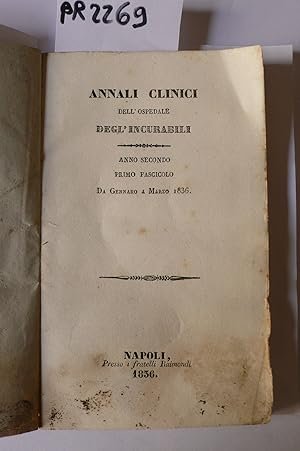 PR2269
ANNALI CLINICI
DELL'OSPEDALE
DEGL'INCURABILI
ANNO SECONDO
PRIMO FASCICOLO
DA GENNARO A MARZO 1836.
NAPOLI,
Presso i fratelli Raimondi
1836.